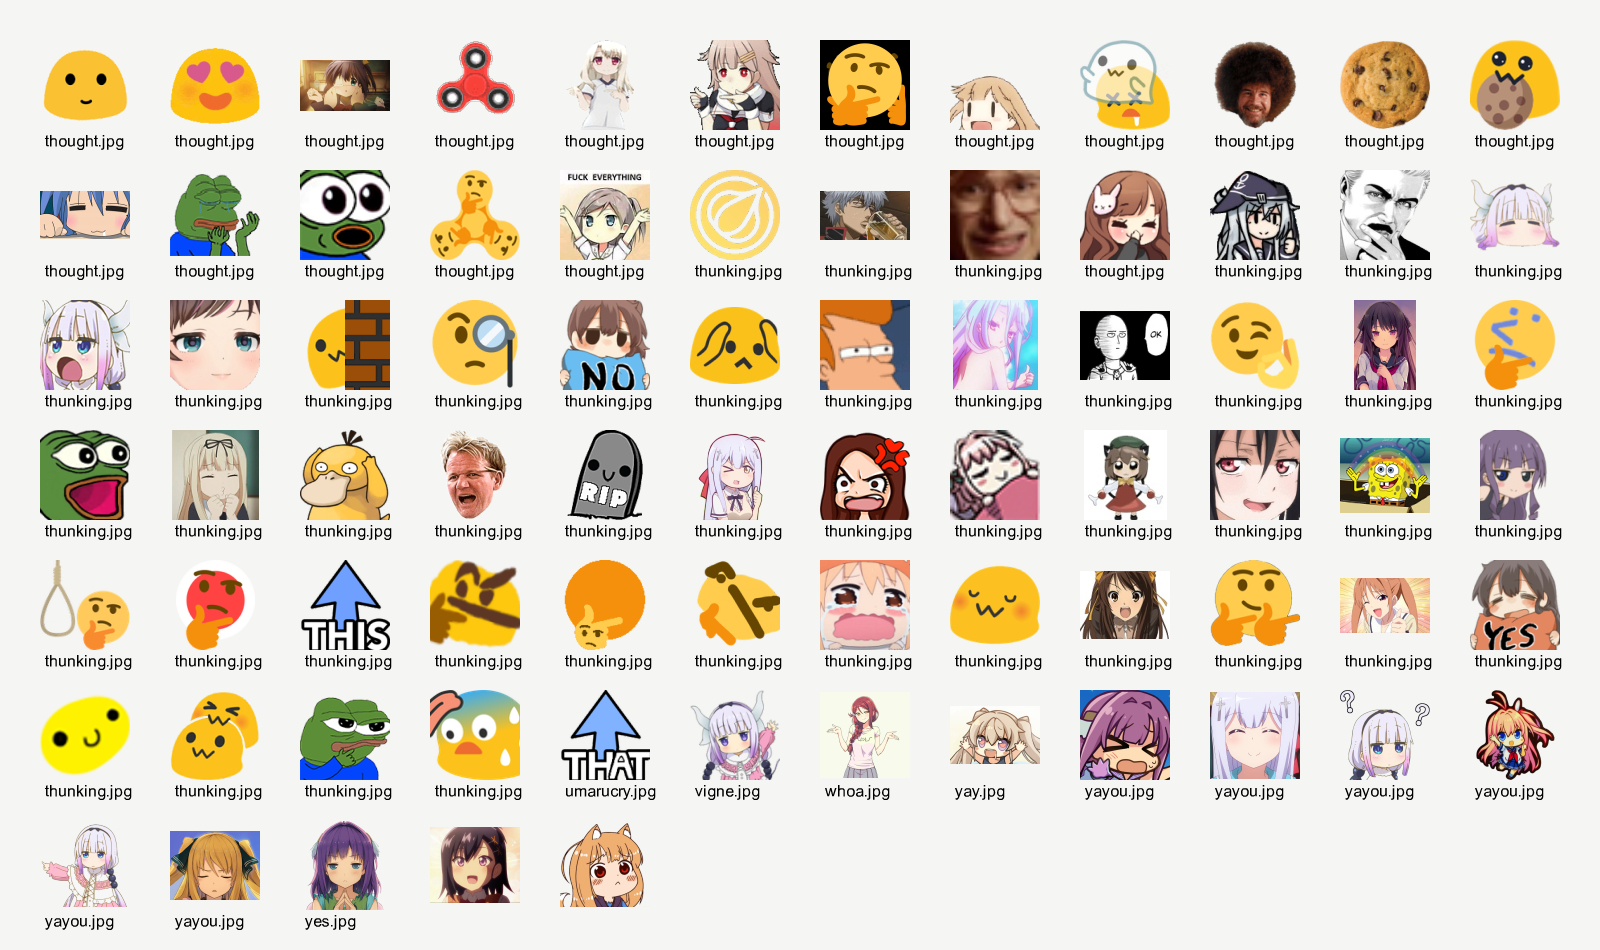 thought.jpg thought.jpg thought.jpg thought.jpg thought.jpg thought.jpg thought.jpg thought.jpg thought.jpg thought.jpg thought.jpg thought.jpg
FUCK EVERYTHING
thought.jpg thought.jpg thought.jpg thought.jpg thought.jpg thunking.jpg thunking.jpg thunking.jpg thought.jpg thunking.jpg thunking.jpg thunking.jpg
OK
NO
thunking.jpg thunking.jpg thunking.jpg thunking.jpg thunking.jpg thunking.jpg thunking.jpg thunking.jpg thunking.jpg thunking.jpg thunking.jpg thunking.jpg
RIP
thunking.jpg thunking.jpg thunking.jpg thunking.jpg thunking.jpg thunking.jpg thunking.jpg thunking.jpg thunking.jpg thunking.jpg thunking.jpg thunking.jpg
THIS
YES
thunking.jpg thunking.jpg thunking.jpg thunking.jpg thunking.jpg thunking.jpg thunking.jpg thunking.jpg thunking.jpg thunking.jpg thunking.jpg thunking.jpg
? ?
THAT
thunking.jpg thunking.jpg thunking.jpg thunking.jpg umarucry.jpg vigne.jpg whoa.jpg yay.jpg yayou.jpg yayou.jpg yayou.jpg yayou.jpg
yayou.jpg yayou.jpg yes.jpg